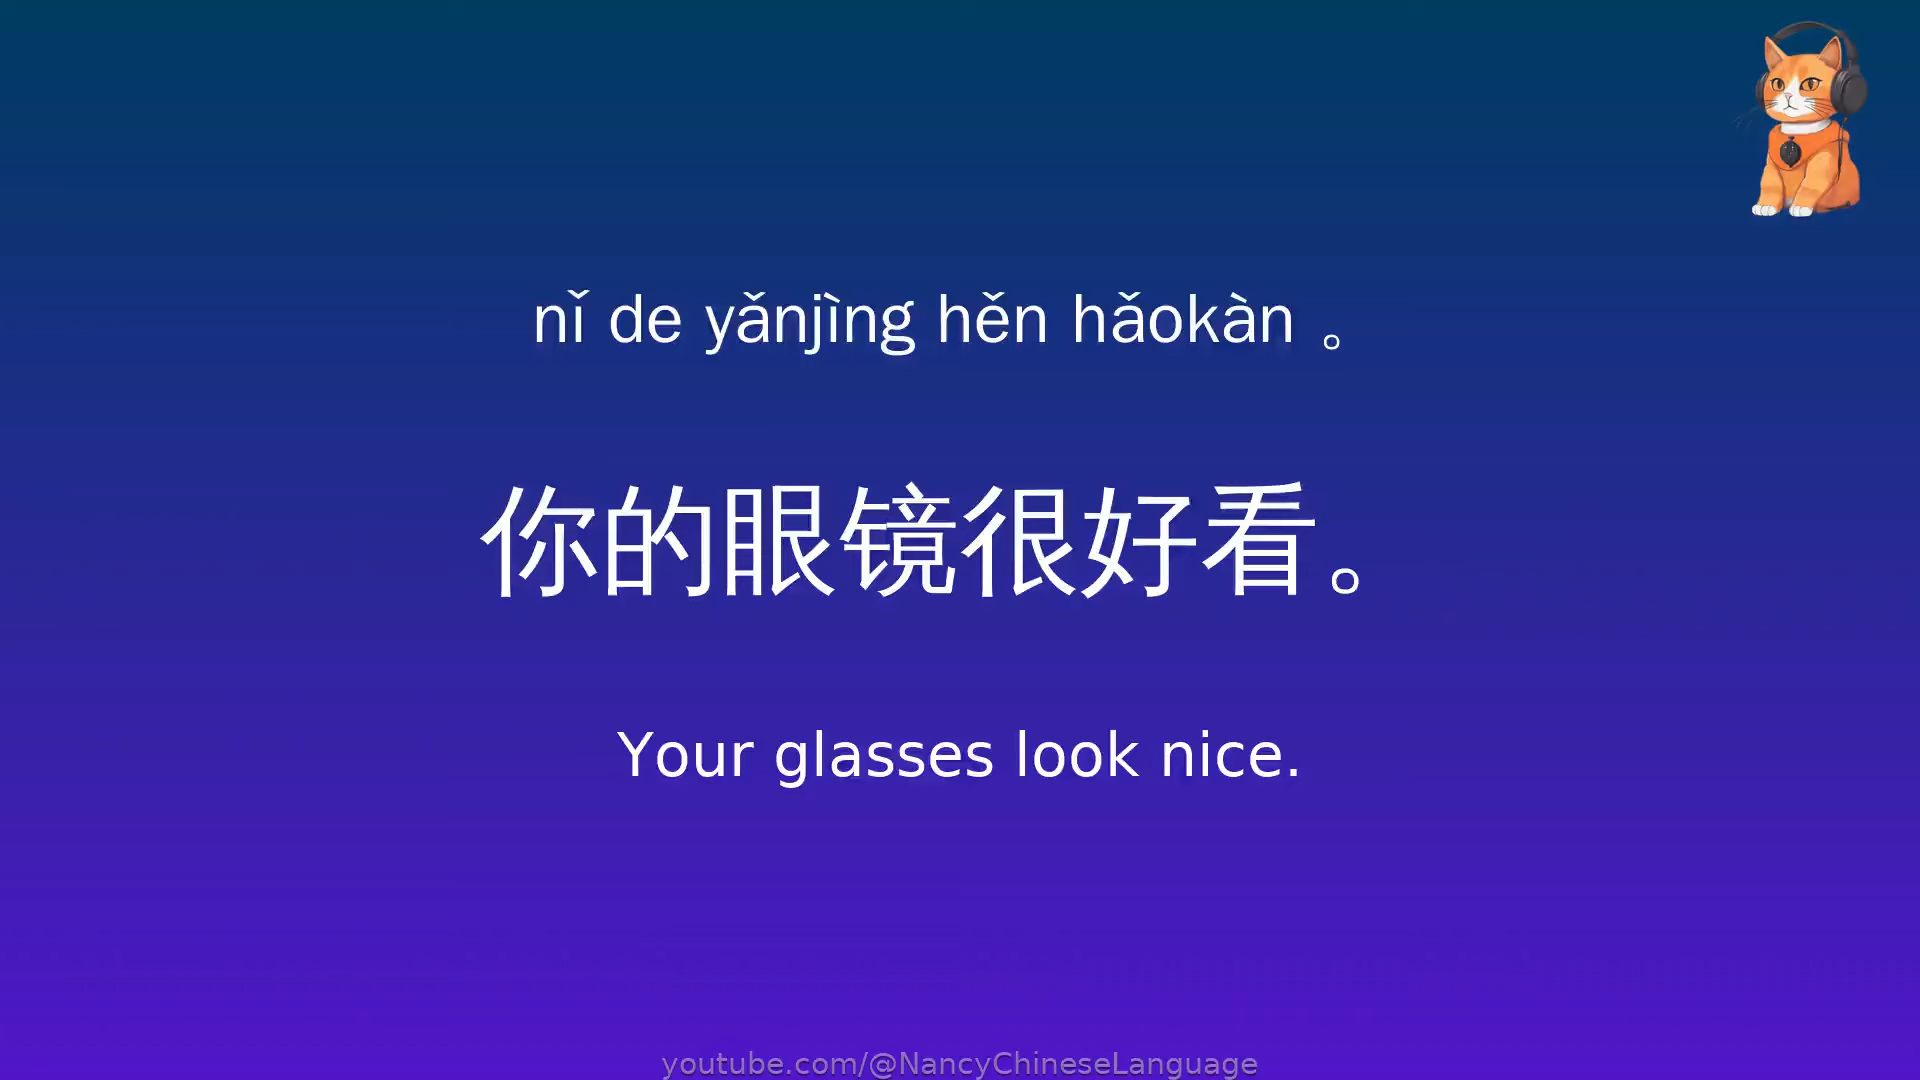 nǐ de yǎnjìng hěn hǎokàn 。
你的眼镜很好看。
Your glasses look nice.
youtube.com/@NancyChineseLanguage